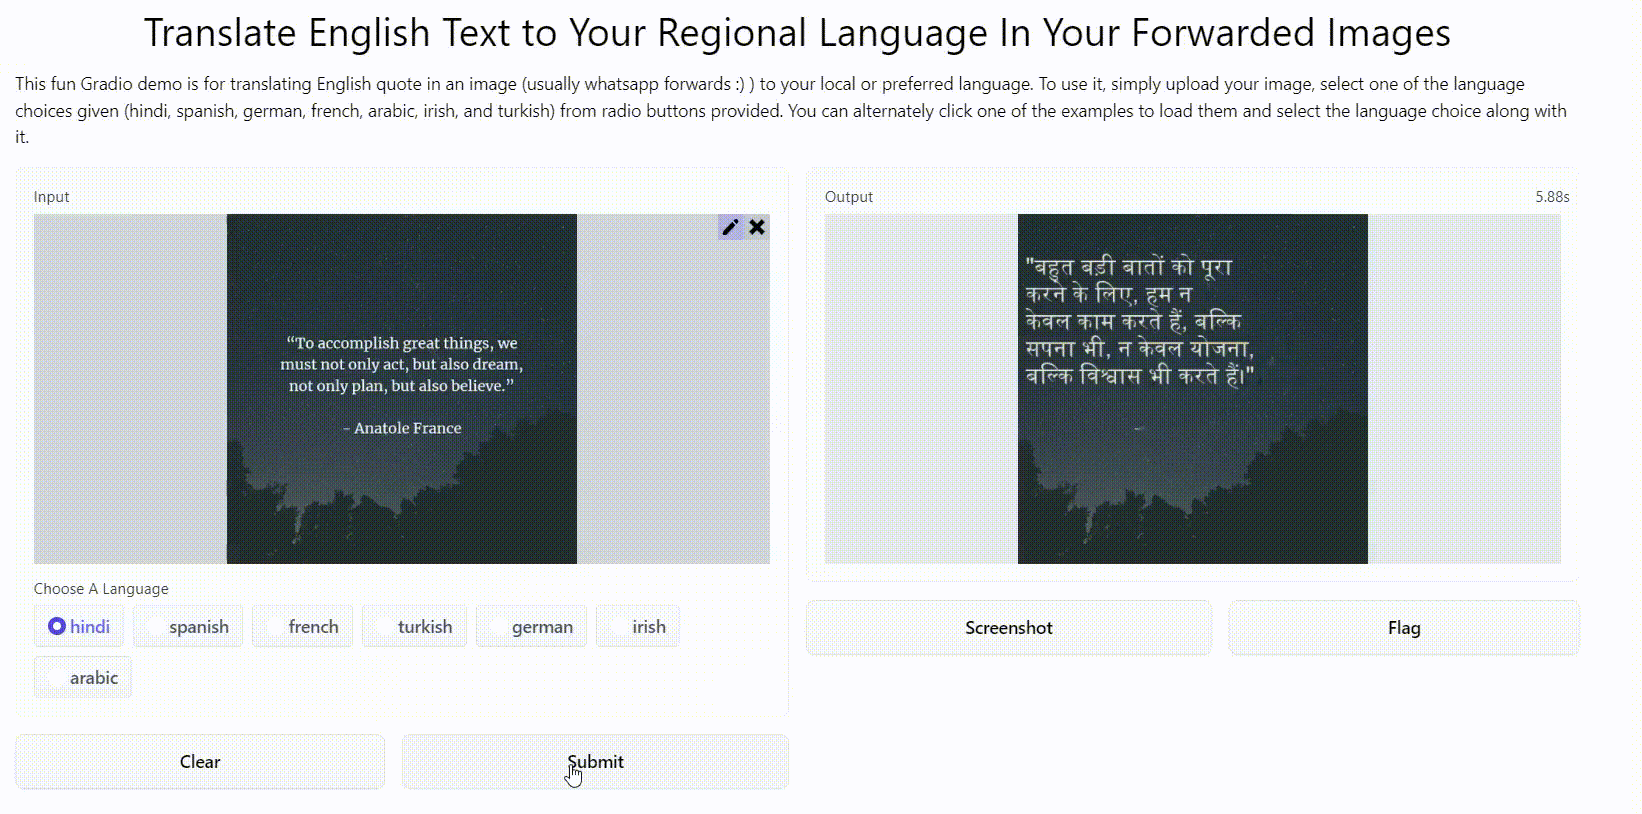 Translate English Text to Your Regional Language In Your Forwarded Images
This fun Gradio demo is for translating English quote in an image (usually whatsapp forwards :) ) to your local or preferred language. To use it, simply upload your image, select one of the language
choices given (hindi, spanish, german, french, arabic, irish, and turkish) from radio buttons provided. You can alternately click one of the examples to load them and select the language choice along with
it.
Input
“To accomplish great things, we
must not only act, but also dream,
not only plan, but also believe.”
- Anatole France
Choose A Language
hindi spanish french turkish german irish
arabic
Clear Submit
Output 5.88s
"बहुत बड़ी बातों को पूरा
करने के लिए, हम न
केवल काम करते हैं, बल्कि
सपना भी, न केवल योजना,
बल्कि विश्वास भी करते हैं।"
Screenshot Flag